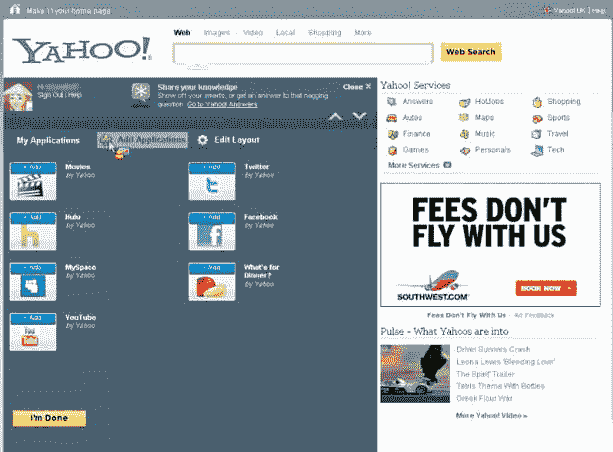 Make Y! your home page
Yahoo! UK | Help
YAHOO!
Web Images Video Local Shopping More
Web Search
Sign Out | Help
Share your knowledge
Show off your smarts, or get an answer to that nagging
question. Go to Yahoo! Answers
Close X
My Applications
Add Applications
Edit Layout
+ Add
Movies
by Yahoo
+ Add
Twitter
by Yahoo
+ Add
Hulu
by Yahoo
+ Add
Facebook
by Yahoo
+ Add
MySpace
by Yahoo
+ Add
What's for
Dinner?
by Yahoo
+ Add
YouTube
by Yahoo
I'm Done
Yahoo! Services
Answers HotJobs Shopping
Autos Maps Sports
Finance Music Travel
Games Personals Tech
More Services
FEES DON'T
FLY WITH US
SOUTHWEST.COM
BOOK NOW
Fees Don't Fly With Us - Ad Feedback
Pulse - What Yahoos are into
Driver Survives Crash
Leona Lewis 'Bleeding Love'
The Spirit Trailer
Tetris Theme With Bottles
Greek Flour War
More Yahoo! Video »